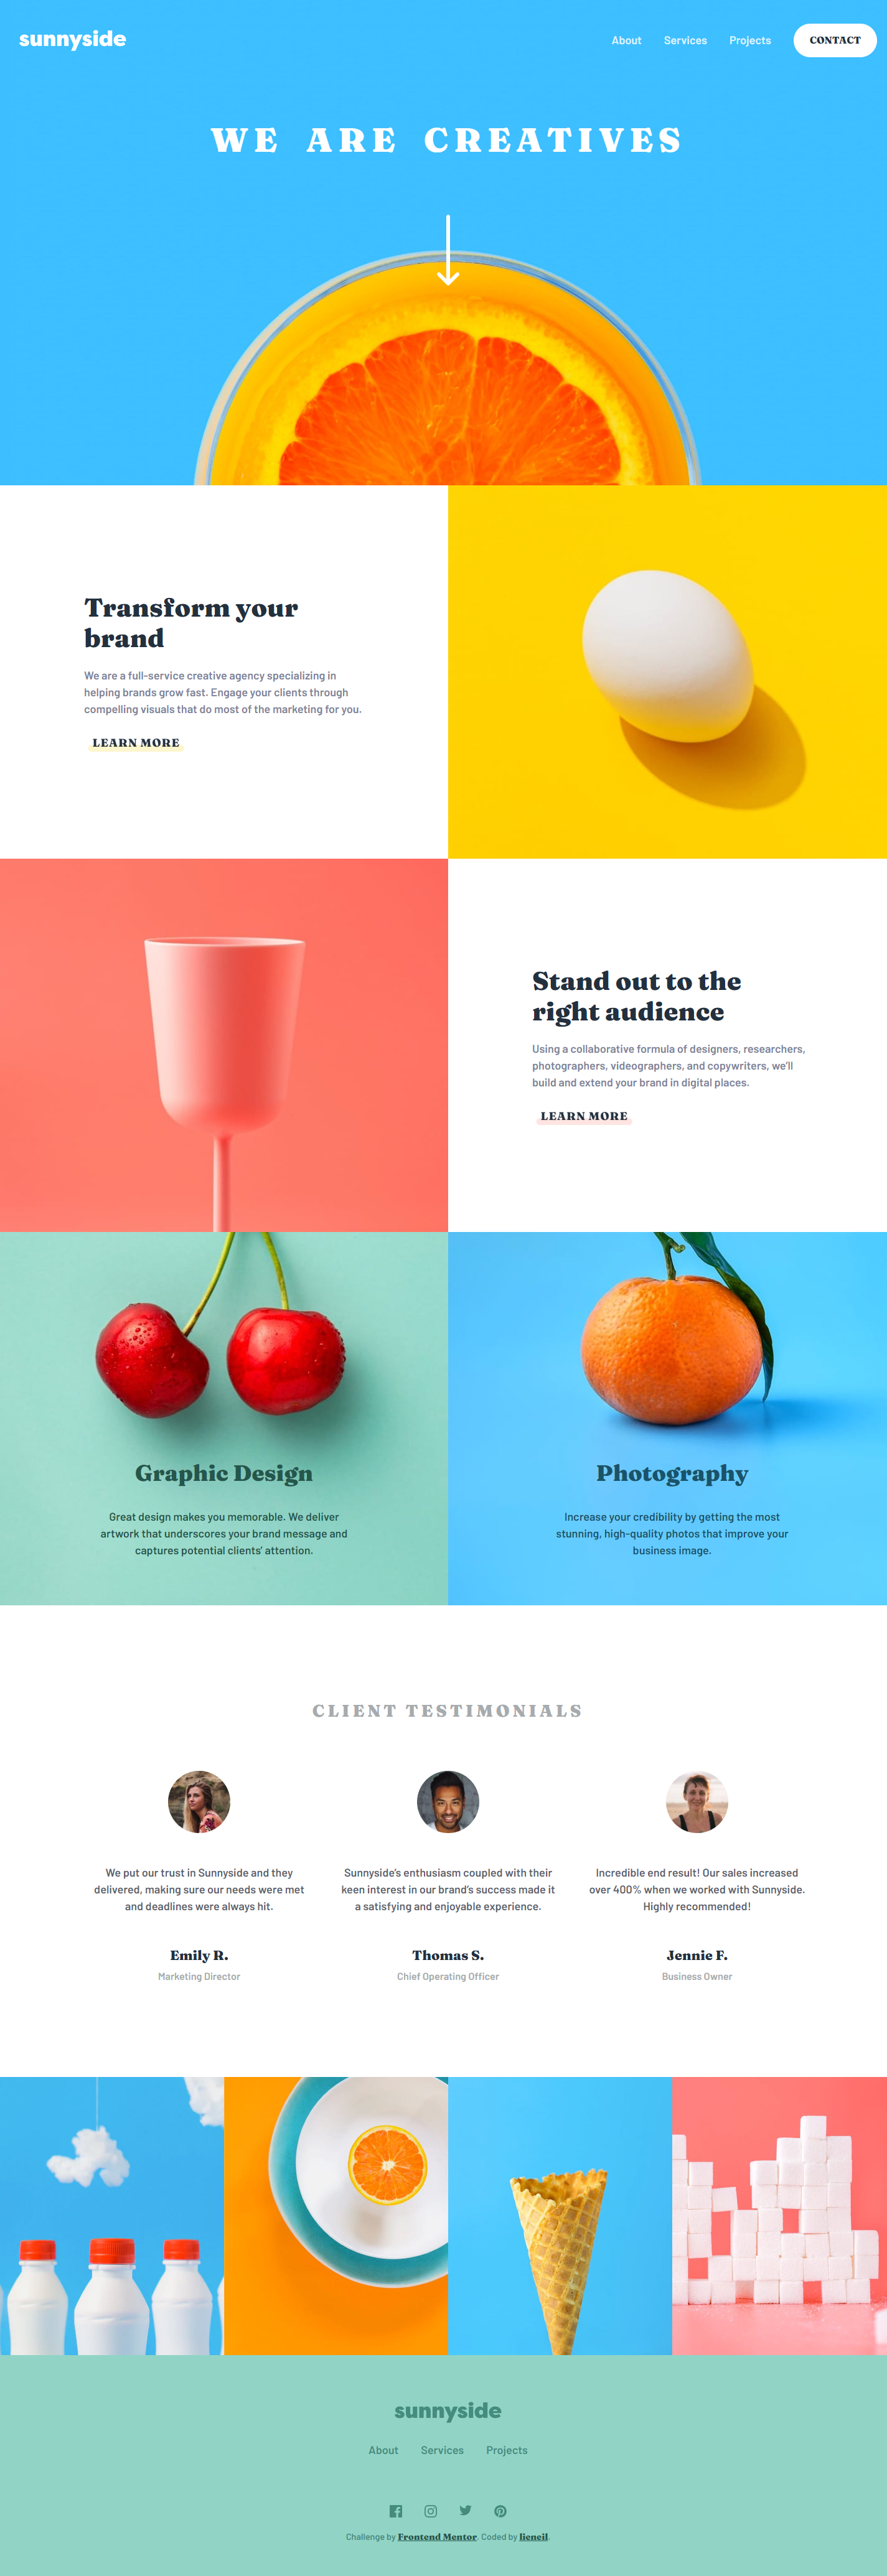 sunnyside
About Services Projects CONTACT
WE ARE CREATIVES
Transform your
brand
We are a full-service creative agency specializing in
helping brands grow fast. Engage your clients through
compelling visuals that do most of the marketing for you.
LEARN MORE
Stand out to the
right audience
Using a collaborative formula of designers, researchers,
photographers, videographers, and copywriters, we'll
build and extend your brand in digital places.
LEARN MORE
Graphic Design
Great design makes you memorable. We deliver
artwork that underscores your brand message and
captures potential clients' attention.
Photography
Increase your credibility by getting the most
stunning, high-quality photos that improve your
business image.
CLIENT TESTIMONIALS
We put our trust in Sunnyside and they
delivered, making sure our needs were met
and deadlines were always hit.
Emily R.
Marketing Director
Sunnyside's enthusiasm coupled with their
keen interest in our brand's success made it
a satisfying and enjoyable experience.
Thomas S.
Chief Operating Officer
Incredible end result! Our sales increased
over 400% when we worked with Sunnyside.
Highly recommended!
Jennie F.
Business Owner
sunnyside
About Services Projects
Challenge by Frontend Mentor. Coded by lieneil.